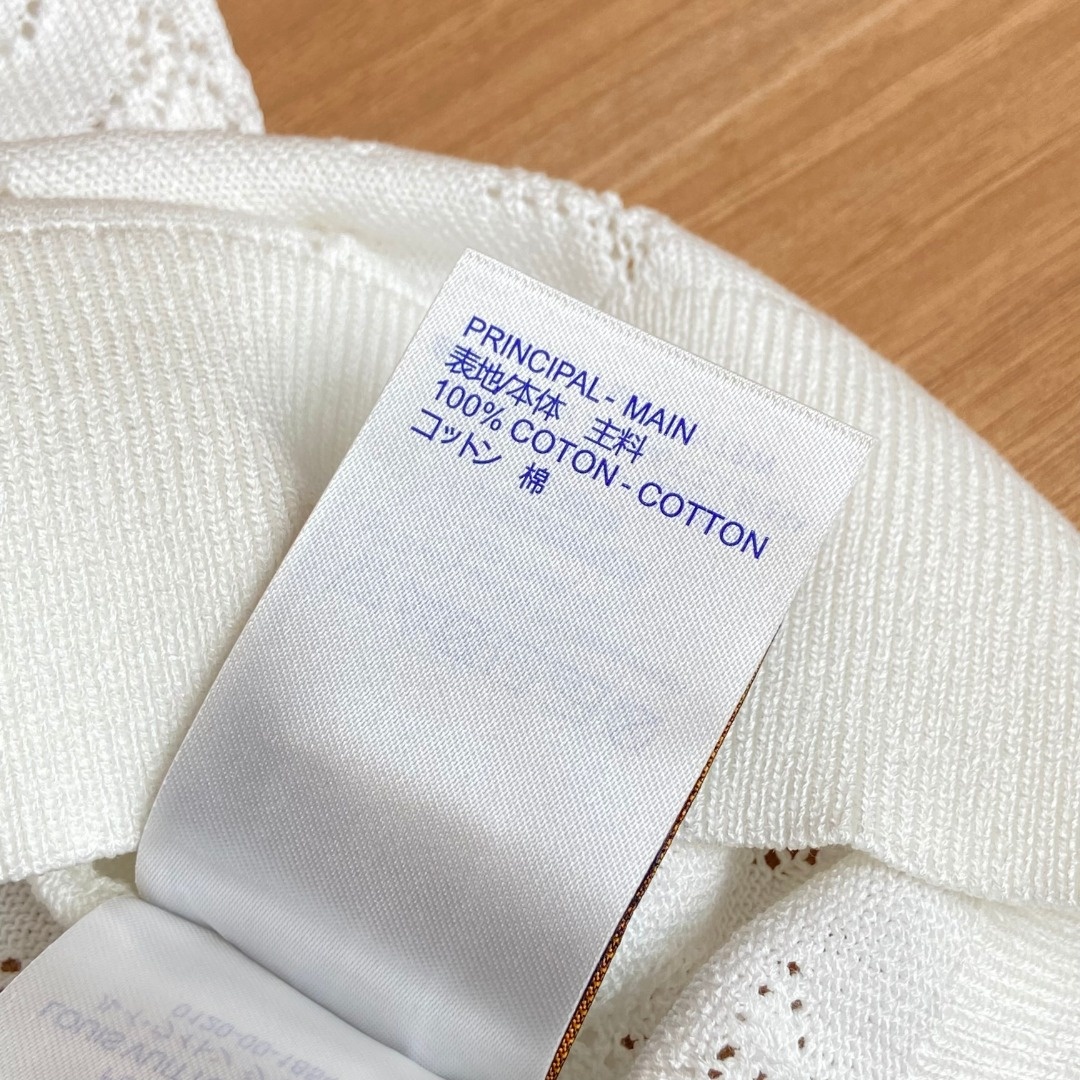 PRINCIPAL - MAIN
表地/本体 主料
100% COTON - COTTON
コットン 棉